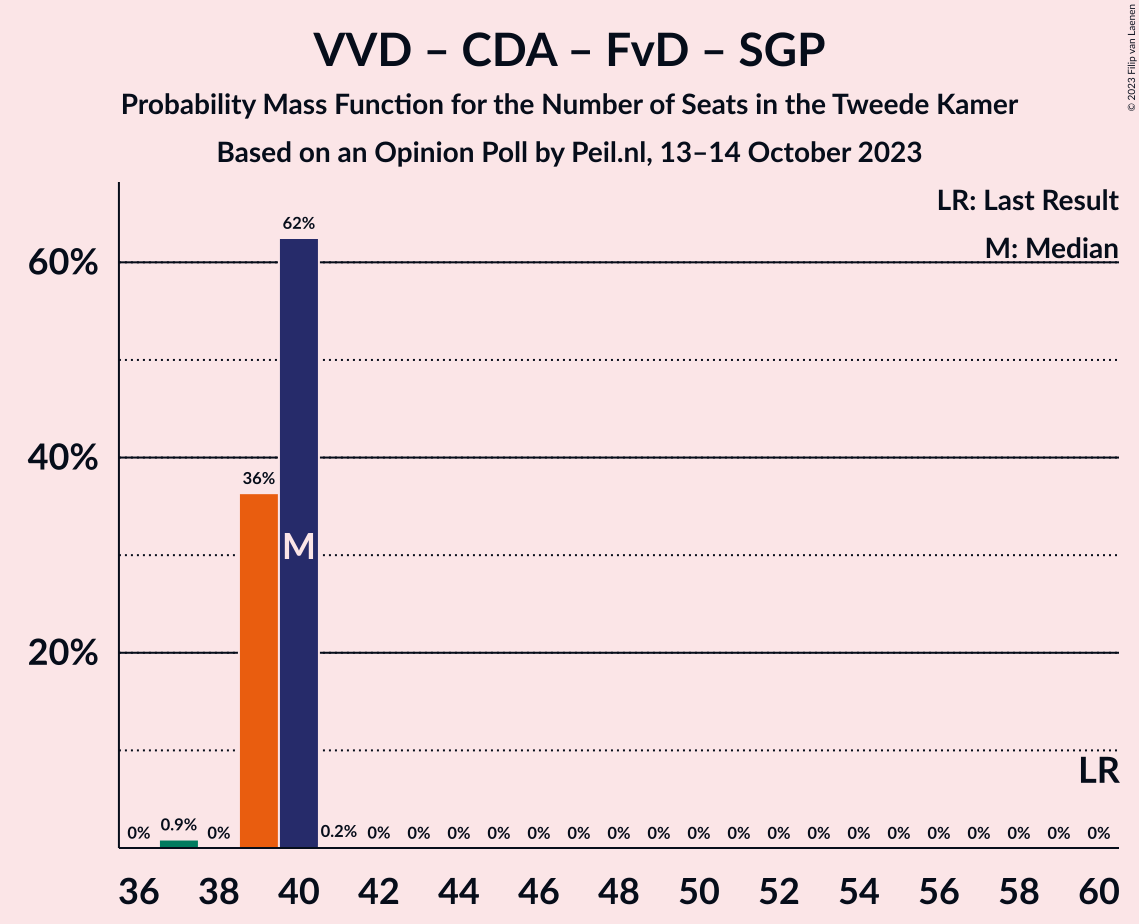 VVD – CDA – FvD – SGP
Probability Mass Function for the Number of Seats in the Tweede Kamer
Based on an Opinion Poll by Peil.nl, 13–14 October 2023
© 2023 Filip van Laenen
LR: Last Result
M: Median
60%
40%
20%
0% 0.9% 0% 36% 62% 0.2% 0% 0% 0% 0% 0% 0% 0% 0% 0% 0% 0% 0% 0% 0% 0% 0% 0% 0% 0%
M
LR
36 38 40 42 44 46 48 50 52 54 56 58 60